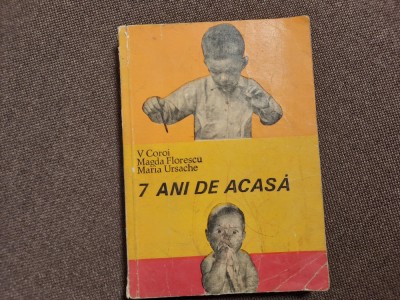 V Coroi
Magda Florescu
Maria Ursache
7 ANI DE ACASĂ